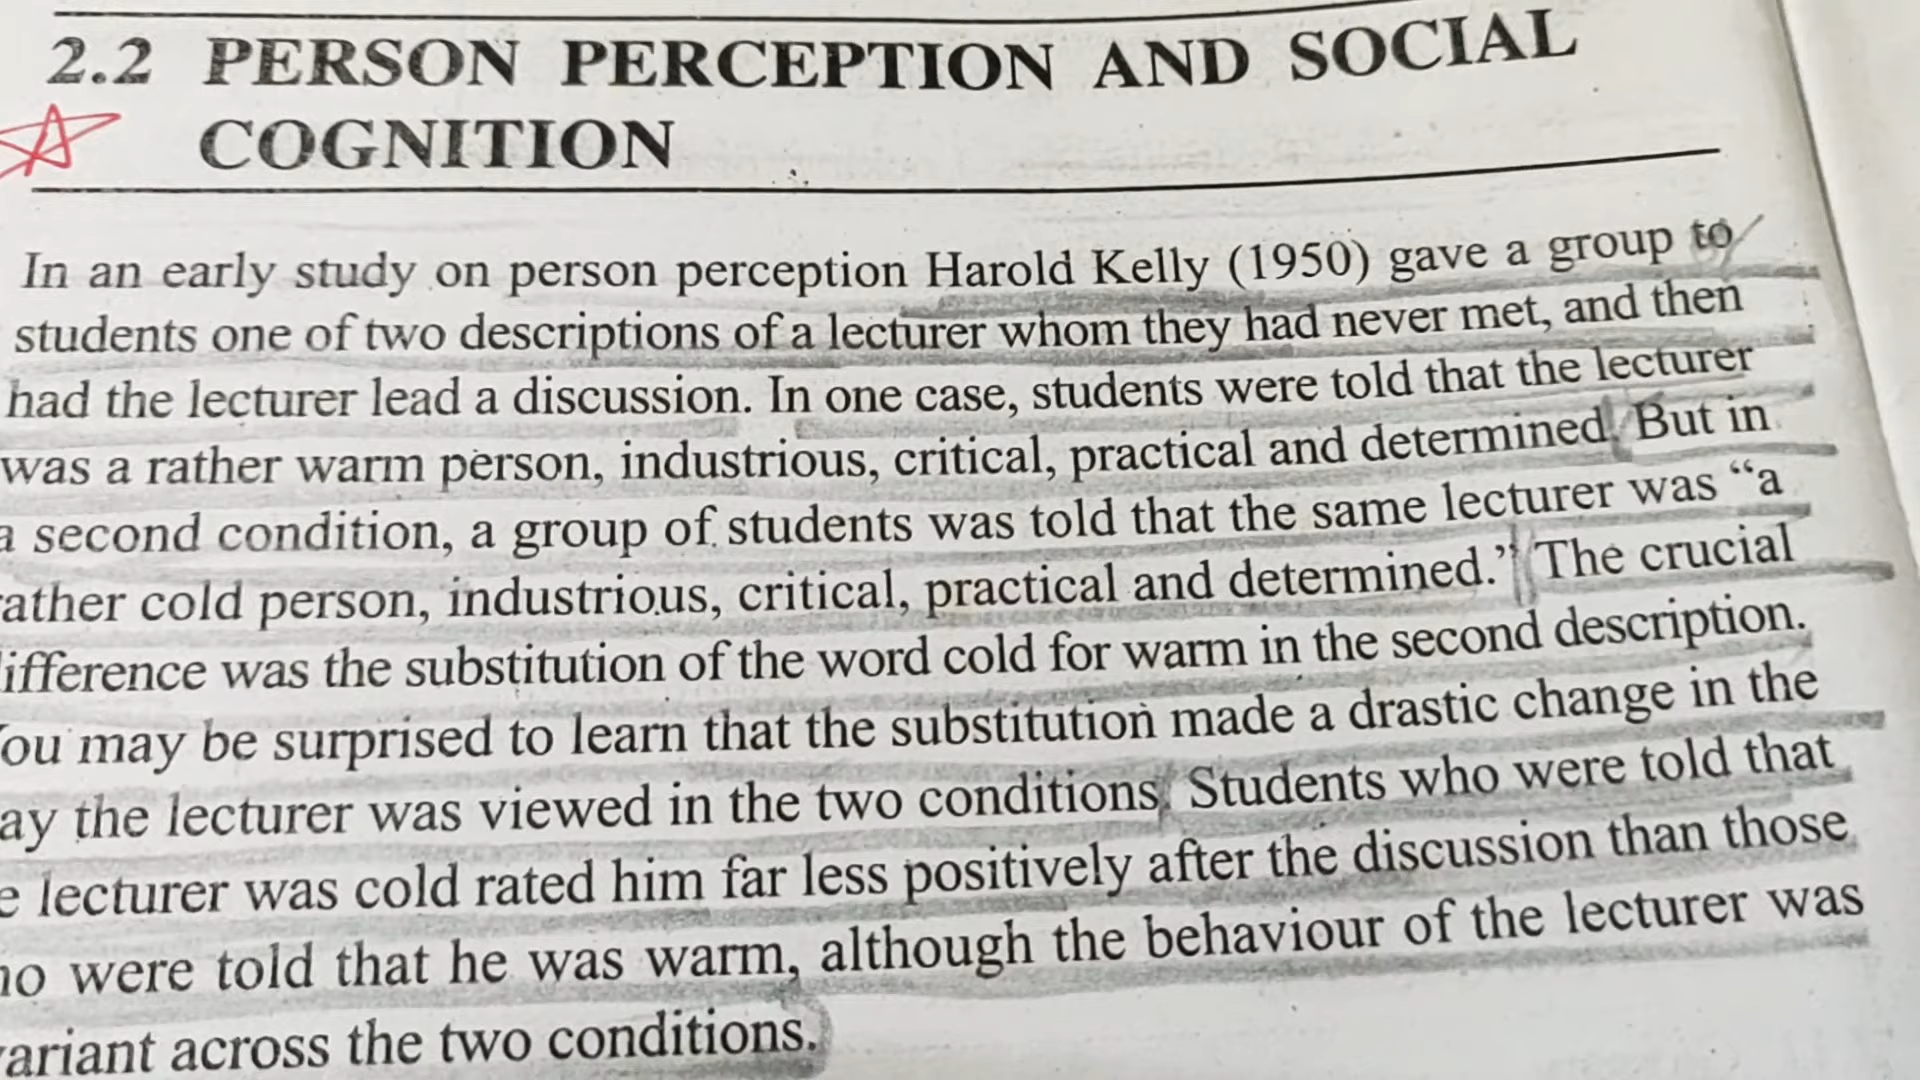 2.2 PERSON PERCEPTION AND SOCIAL
COGNITION
In an early study on person perception Harold Kelly (1950) gave a group to
students one of two descriptions of a lecturer whom they had never met, and then
had the lecturer lead a discussion. In one case, students were told that the lecturer
was a rather warm person, industrious, critical, practical and determined. But in
a second condition, a group of students was told that the same lecturer was “a
ather cold person, industrious, critical, practical and determined.” The crucial
ifference was the substitution of the word cold for warm in the second description.
ou may be surprised to learn that the substitution made a drastic change in the
ay the lecturer was viewed in the two conditions. Students who were told that
e lecturer was cold rated him far less positively after the discussion than those
o were told that he was warm, although the behaviour of the lecturer was
ariant across the two conditions.